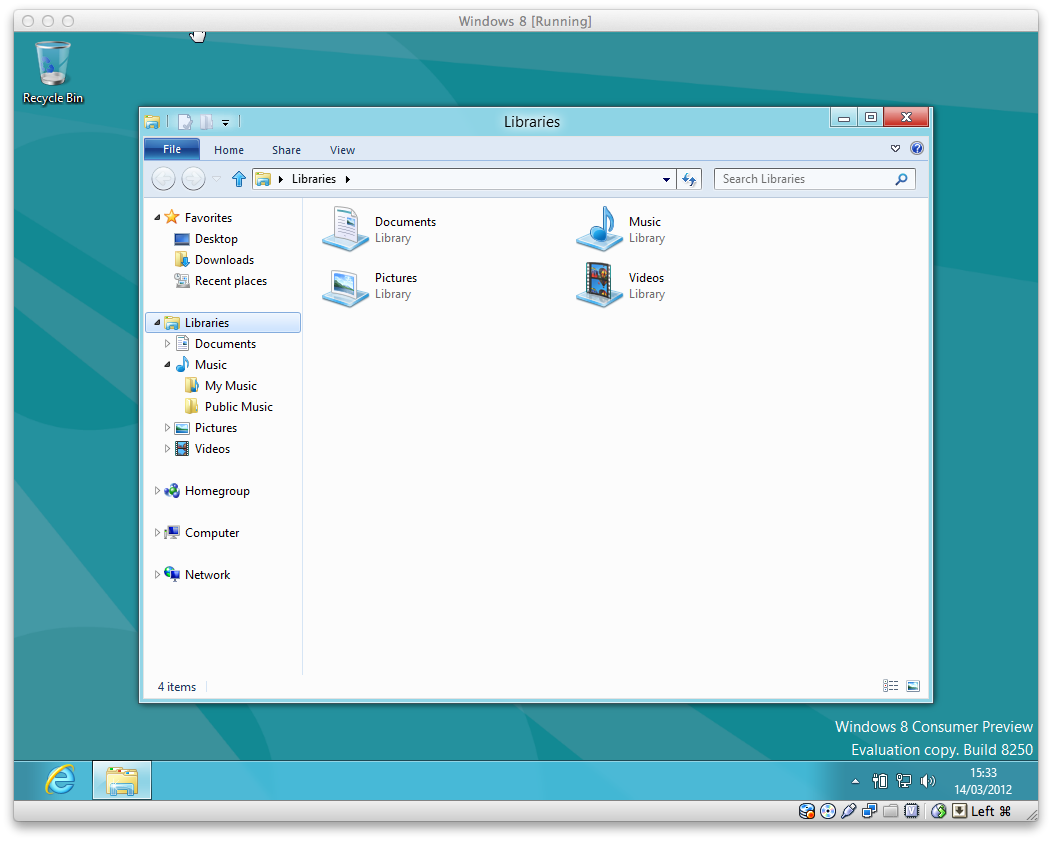 Windows 8 [Running]
Recycle Bin
Libraries
File Home Share View
Libraries
Search Libraries
Favorites
Desktop
Downloads
Recent places
Libraries
Documents
Music
My Music
Public Music
Pictures
Videos
Homegroup
Computer
Network
Documents
Library
Music
Library
Pictures
Library
Videos
Library
4 items
Windows 8 Consumer Preview
Evaluation copy. Build 8250
15:33
14/03/2012
Left ⌘